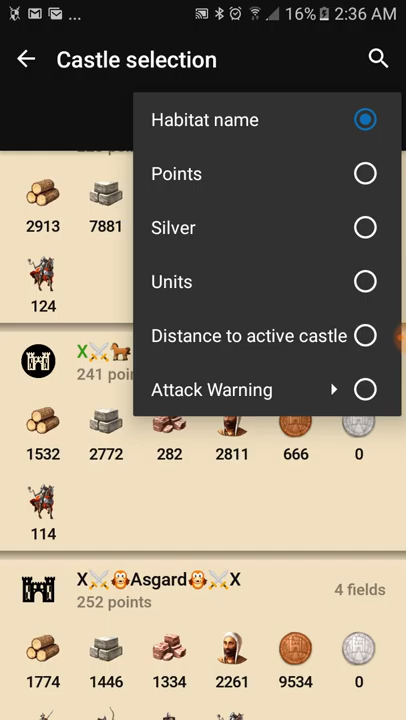 16% 2:36 AM
Castle selection
Habitat name
Points
Silver
Units
Distance to active castle
Attack Warning
2913 7881
124
X
241 poin
1532 2772 282 2811 666 0
114
X⚔️🐵Asgard🐵⚔️X
4 fields
252 points
1774 1446 1334 2261 9534 0